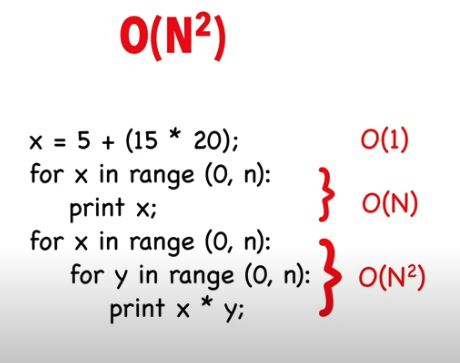 O(N²)
x = 5 + (15 * 20); O(1)
for x in range (0, n):
print x; O(N)
for x in range (0, n):
for y in range (0, n): O(N²)
print x * y;